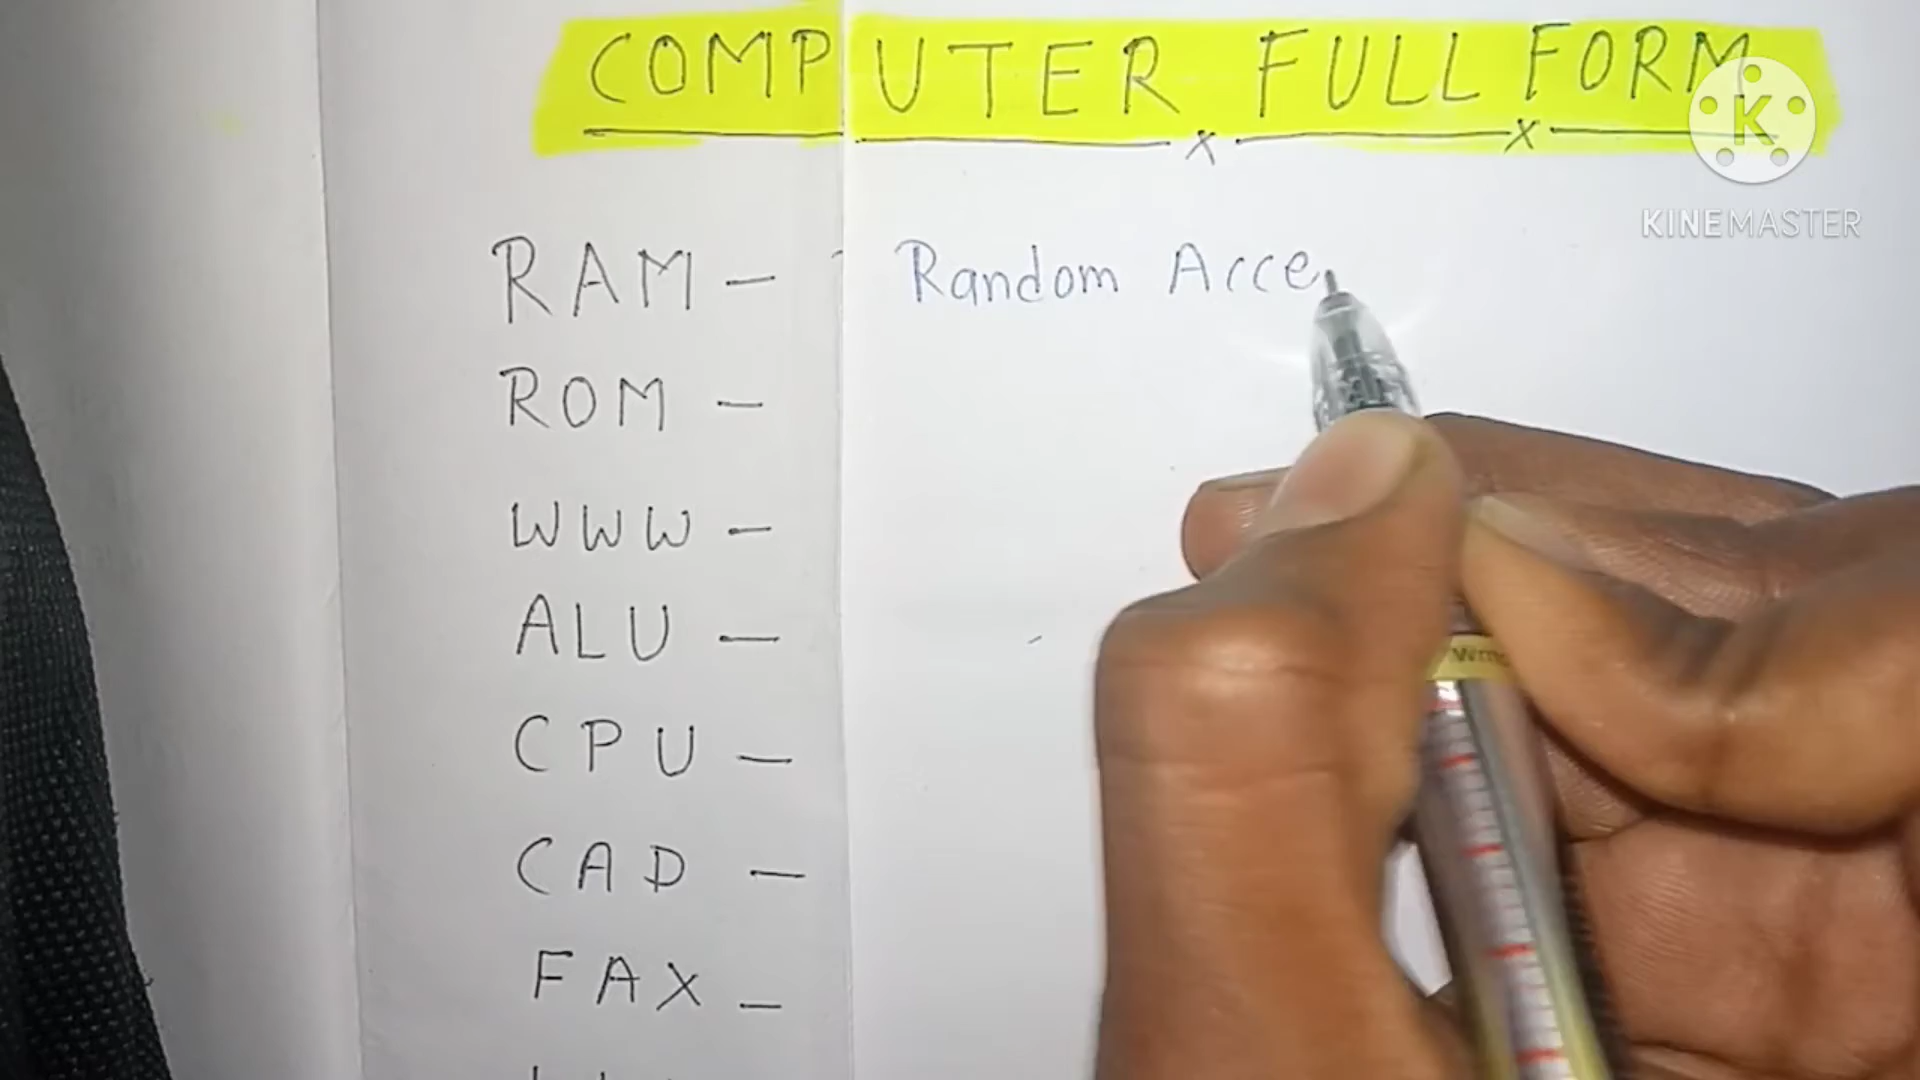 COMPUTER FULL FORM
K
KINEMASTER
RAM - Random Acce
ROM -
WWW -
ALU -
CPU -
CAD -
FAX -